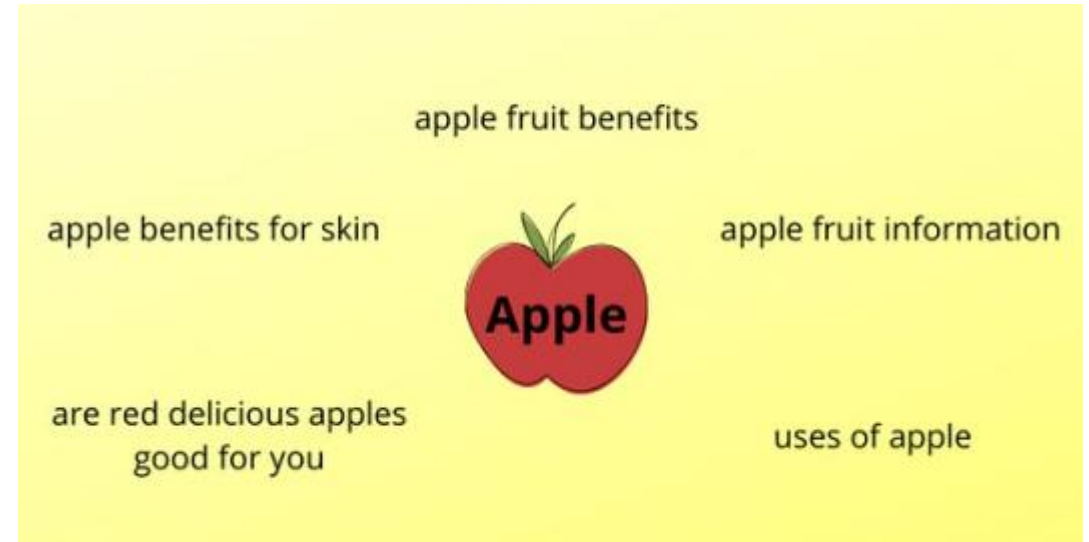 apple fruit benefits
apple benefits for skin
apple fruit information
Apple
are red delicious apples
good for you
uses of apple